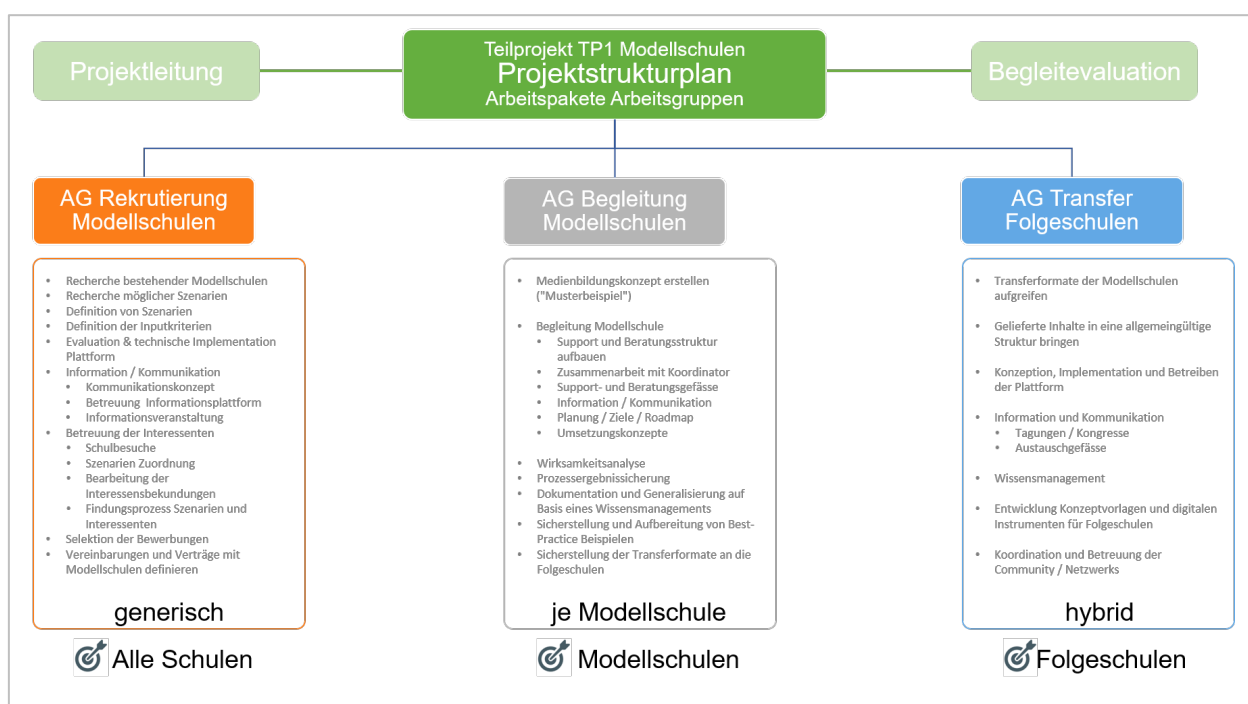 Projektleitung
Teilprojekt TP1 Modellschulen
Projektstrukturplan
Arbeitspakete Arbeitsgruppen
Begleitevaluation
AG Rekrutierung
Modellschulen
• Recherche bestehender Modellschulen
• Recherche möglicher Szenarien
• Definition von Szenarien
• Definition der Inputkriterien
• Evaluation & technische Implementation
Plattform
• Information / Kommunikation
• Kommunikationskonzept
• Betreuung Informationsplattform
• Informationsveranstaltung
• Betreuung der Interessenten
• Schulbesuche
• Szenarien Zuordnung
• Bearbeitung der
Interessensbekundungen
• Findungsprozess Szenarien und
Interessenten
• Selektion der Bewerbungen
• Vereinbarungen und Verträge mit
Modellschulen definieren
generisch
Alle Schulen
AG Begleitung
Modellschulen
• Medienbildungskonzept erstellen
("Musterbeispiel")
• Begleitung Modellschule
• Support und Beratungsstruktur
aufbauen
• Zusammenarbeit mit Koordinator
• Support- und Beratungsgefässe
• Information / Kommunikation
• Planung / Ziele / Roadmap
• Umsetzungskonzepte
• Wirksamkeitsanalyse
• Prozessergebnissicherung
• Dokumentation und Generalisierung auf
Basis eines Wissensmanagements
• Sicherstellung und Aufbereitung von Best-
Practice Beispielen
• Sicherstellung der Transferformate an die
Folgeschulen
je Modellschule
Modellschulen
AG Transfer
Folgeschulen
• Transferformate der Modellschulen
aufgreifen
• Gelieferte Inhalte in eine allgemeingültige
Struktur bringen
• Konzeption, Implementation und Betreiben
der Plattform
• Information und Kommunikation
• Tagungen / Kongresse
• Austauschgefässe
• Wissensmanagement
• Entwicklung Konzeptvorlagen und digitalen
Instrumenten für Folgeschulen
• Koordination und Betreuung der
Community / Netzwerks
hybrid
Folgeschulen